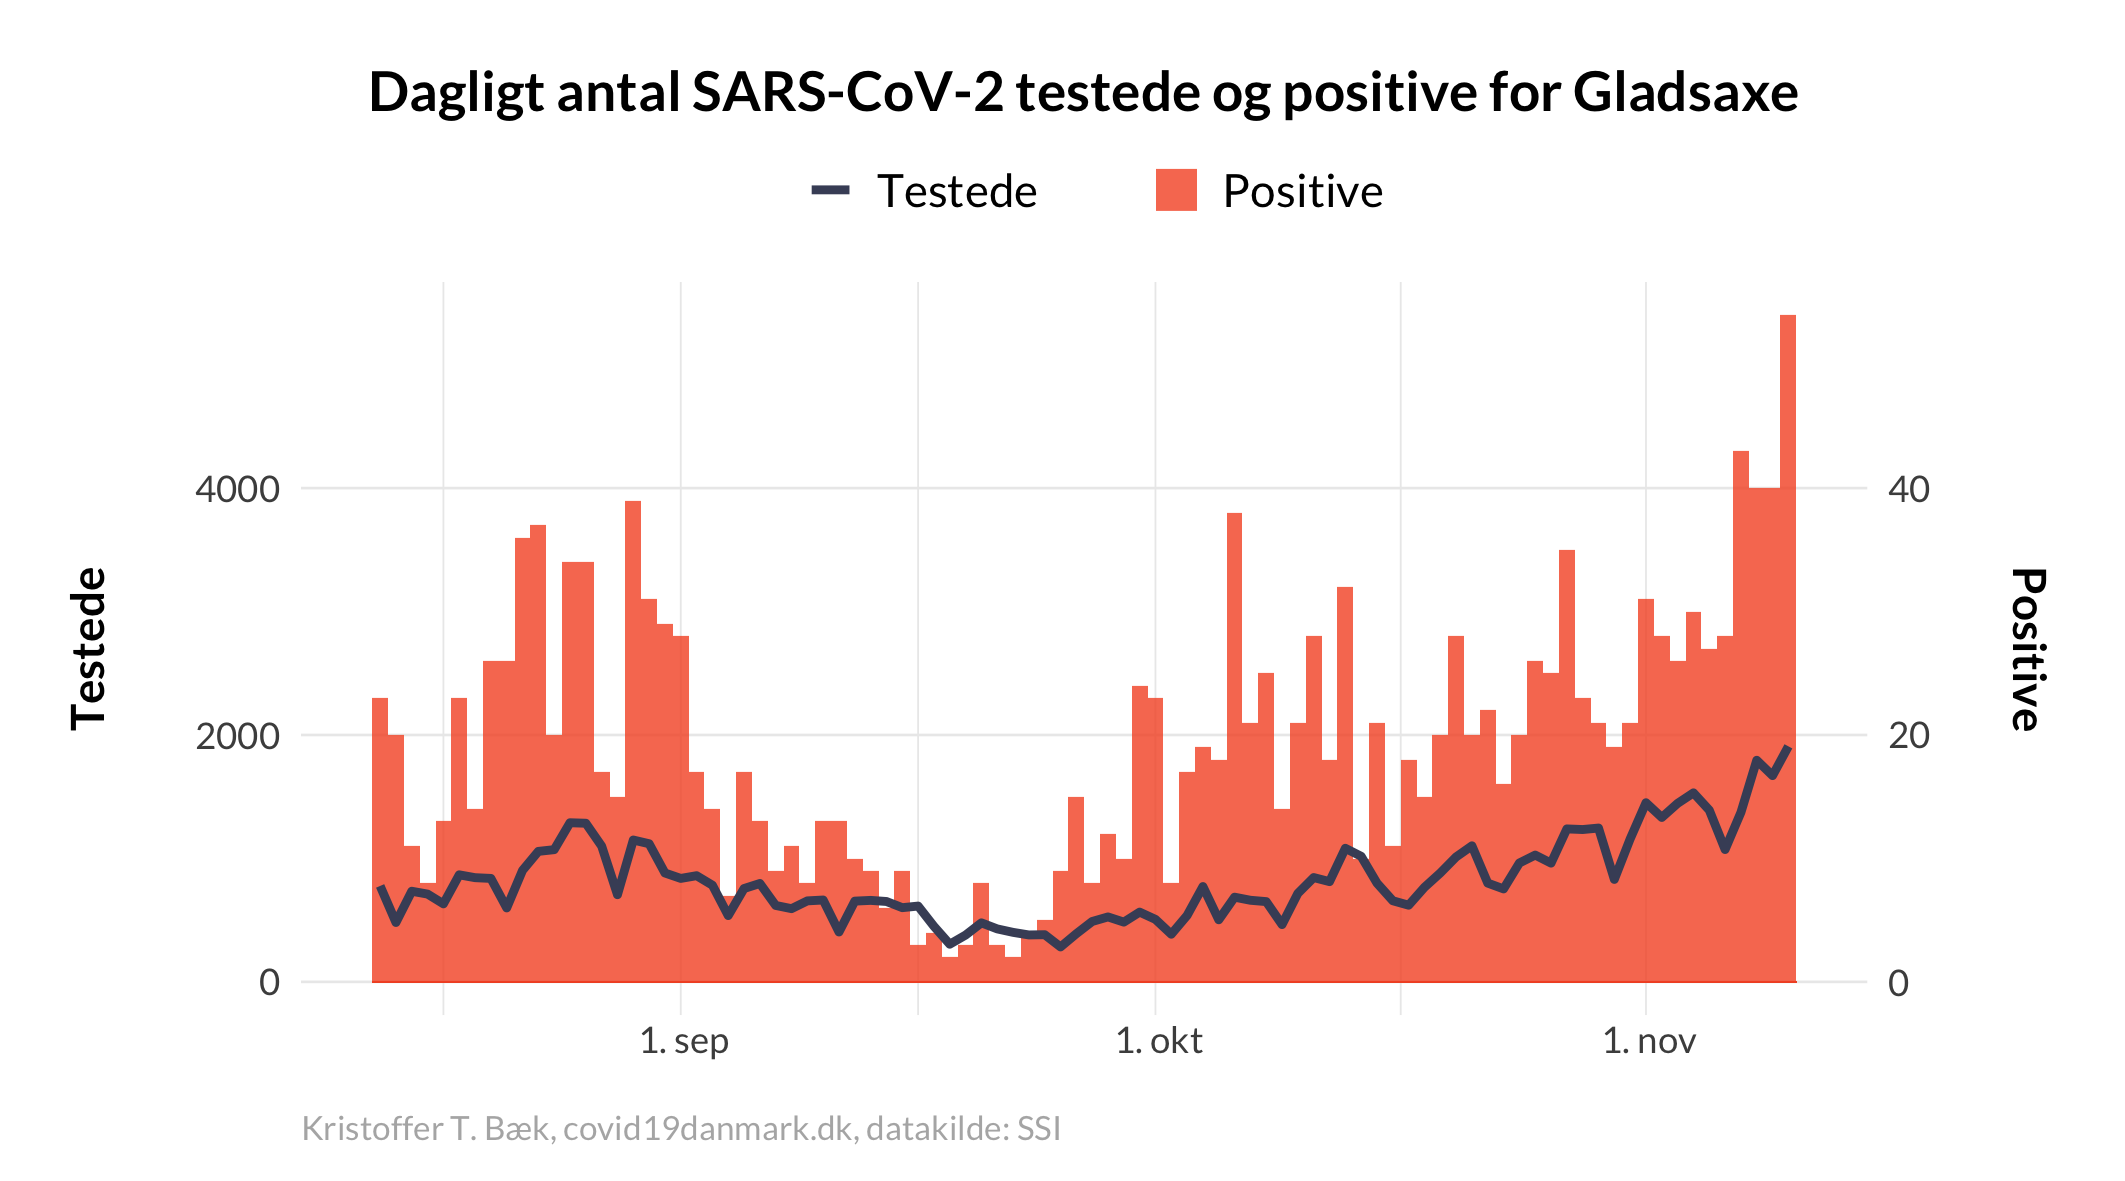 Dagligt antal SARS-CoV-2 testede og positive for Gladsaxe
Testede
Positive
4000
2000
0
Testede
40
20
0
Positive
1. sep
1. okt
1. nov
Kristoffer T. Bæk, covid19danmark.dk, datakilde: SSI